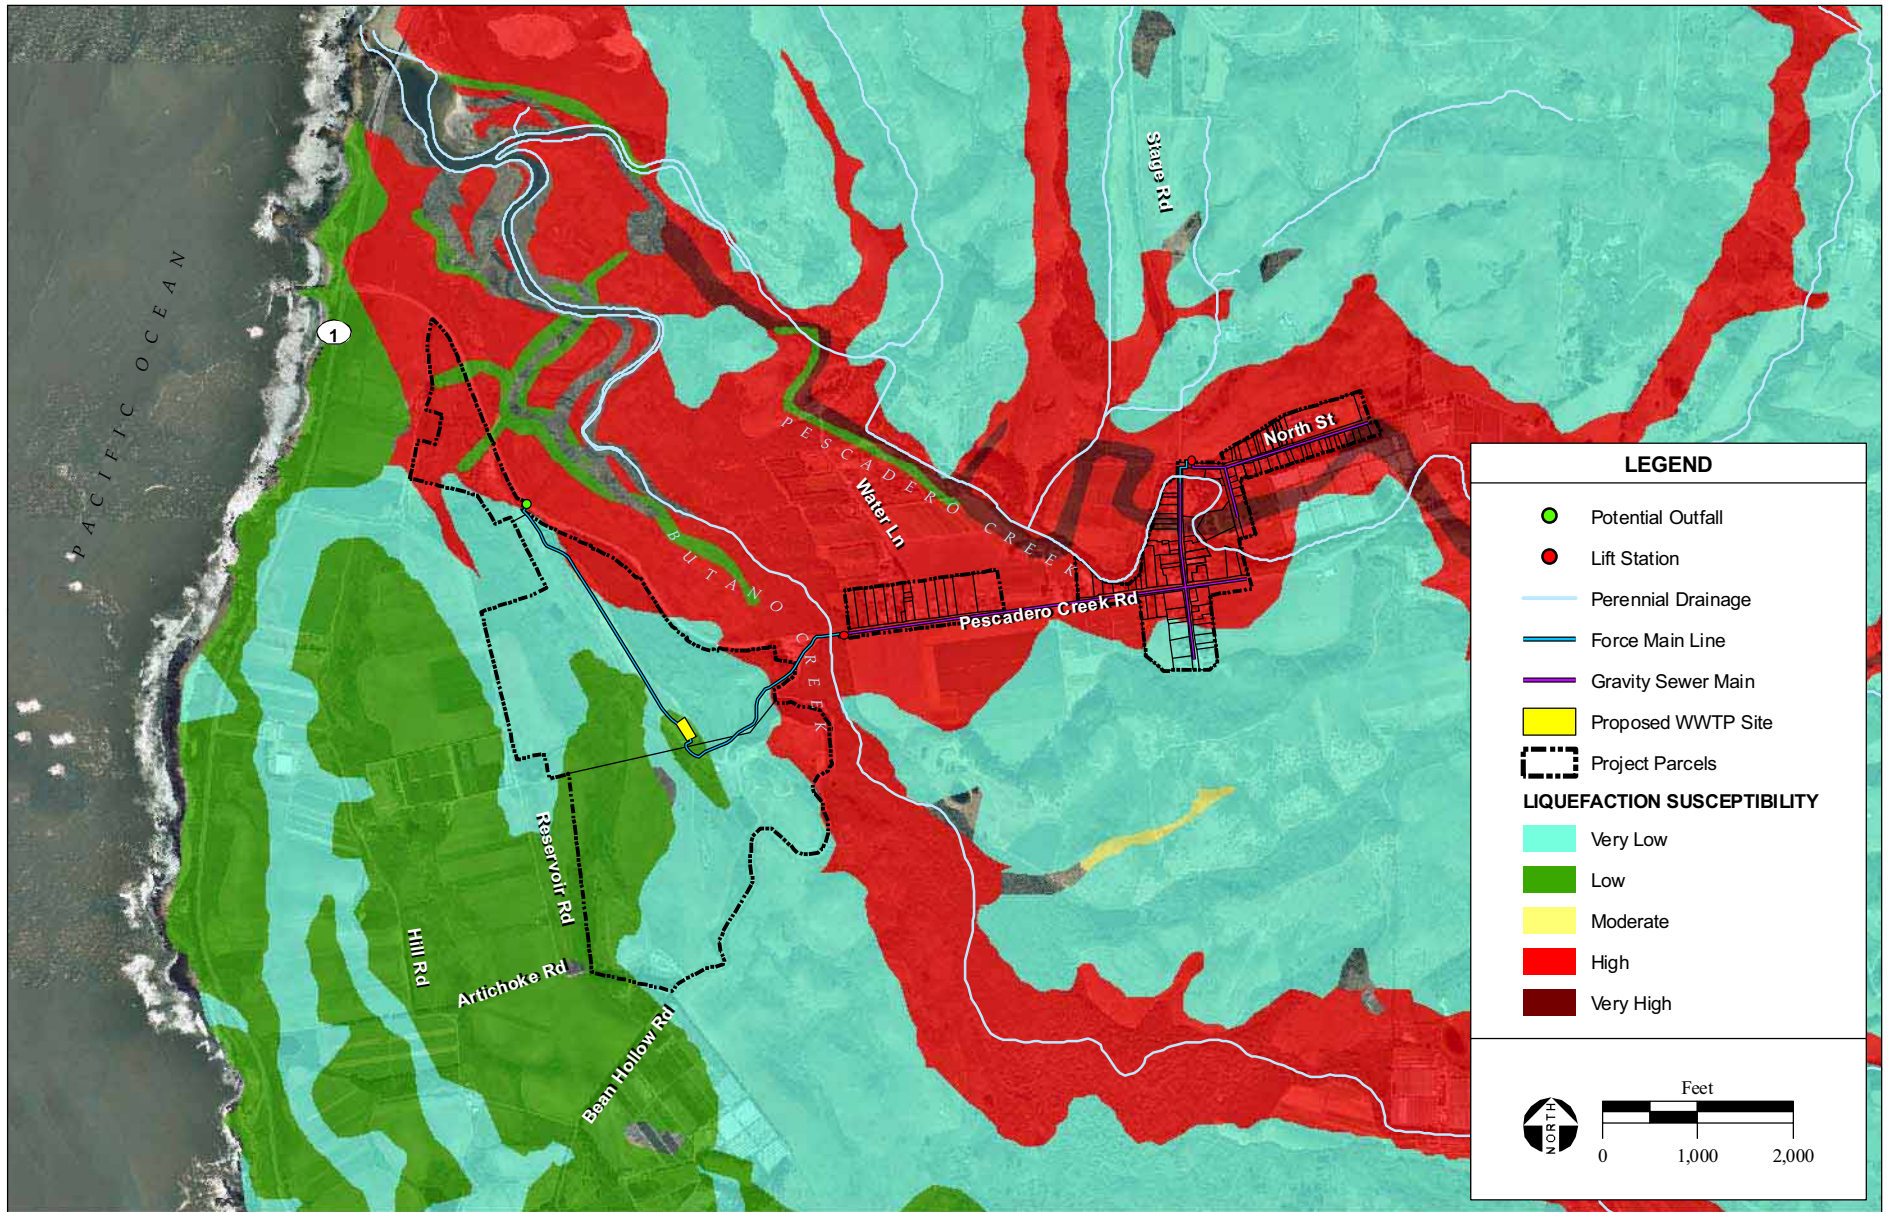 PACIFIC OCEAN
1
Stage Rd
North St
PESCADERO CREEK
Water Ln
BUTANO CREEK
Pescadero Creek Rd
PACIFIC OCEAN
Reservoir Rd
Hill Rd
Artichoke Rd
Bean Hollow Rd
LEGEND
Potential Outfall
Lift Station
Perennial Drainage
Force Main Line
Gravity Sewer Main
Proposed WWTP Site
Project Parcels
LIQUEFACTION SUSCEPTIBILITY
Very Low
Low
Moderate
High
Very High
NORTH
Feet
0 1,000 2,000